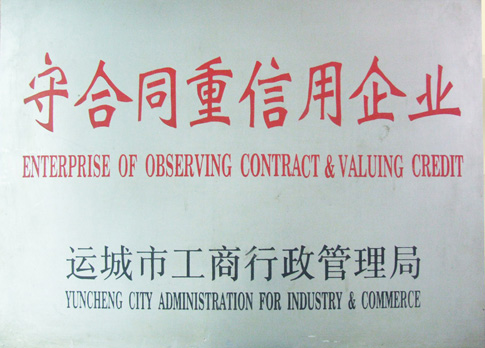 守合同重信用企业
ENTERPRISE OF OBSERVING CONTRACT & VALUING CREDIT
运城市工商行政管理局
YUNCHENG CITY ADMINISTRATION FOR INDUSTRY & COMMERCE